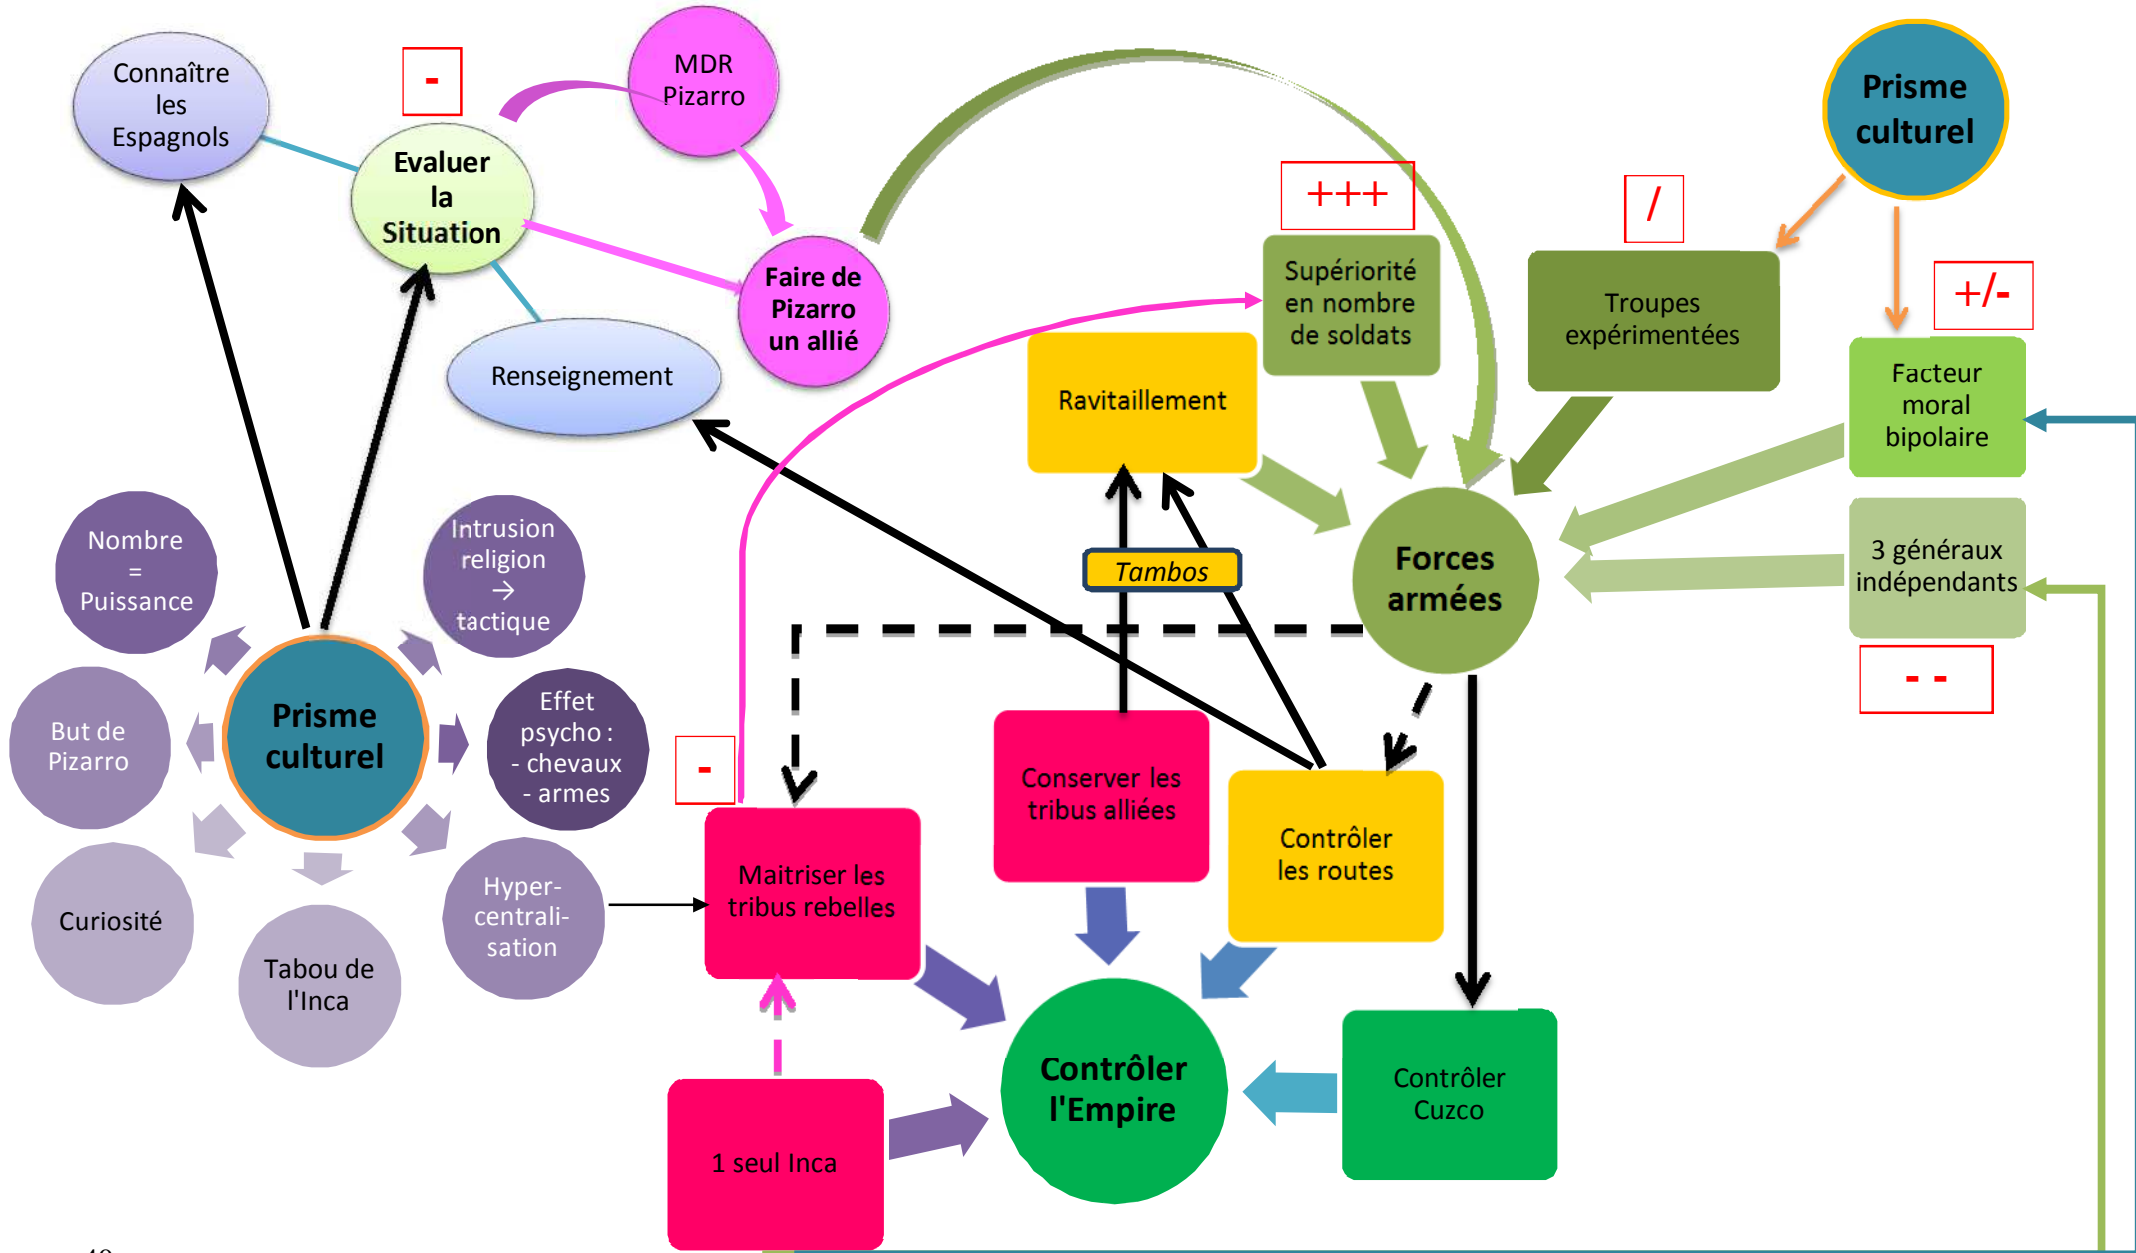 Connaître
les
Espagnols
-
Evaluer
la
Situation
MDR
Pizarro
Faire de
Pizarro
un allié
Renseignement
Prisme
culturel
+++
/
+/-
Supériorité
en nombre
de soldats
Troupes
expérimentées
Facteur
moral
bipolaire
Ravitaillement
Tambos
Forces
armées
3 généraux
indépendants
- -
Nombre
=
Puissance
Intrusion
religion
→
tactique
But de
Pizarro
Prisme
culturel
Effet
psycho :
- chevaux
- armes
Curiosité
Tabou de
l'Inca
Hyper-
centrali-
sation
-
Maitriser les
tribus rebelles
Conserver les
tribus alliées
Contrôler
les routes
1 seul Inca
Contrôler
l'Empire
Contrôler
Cuzco